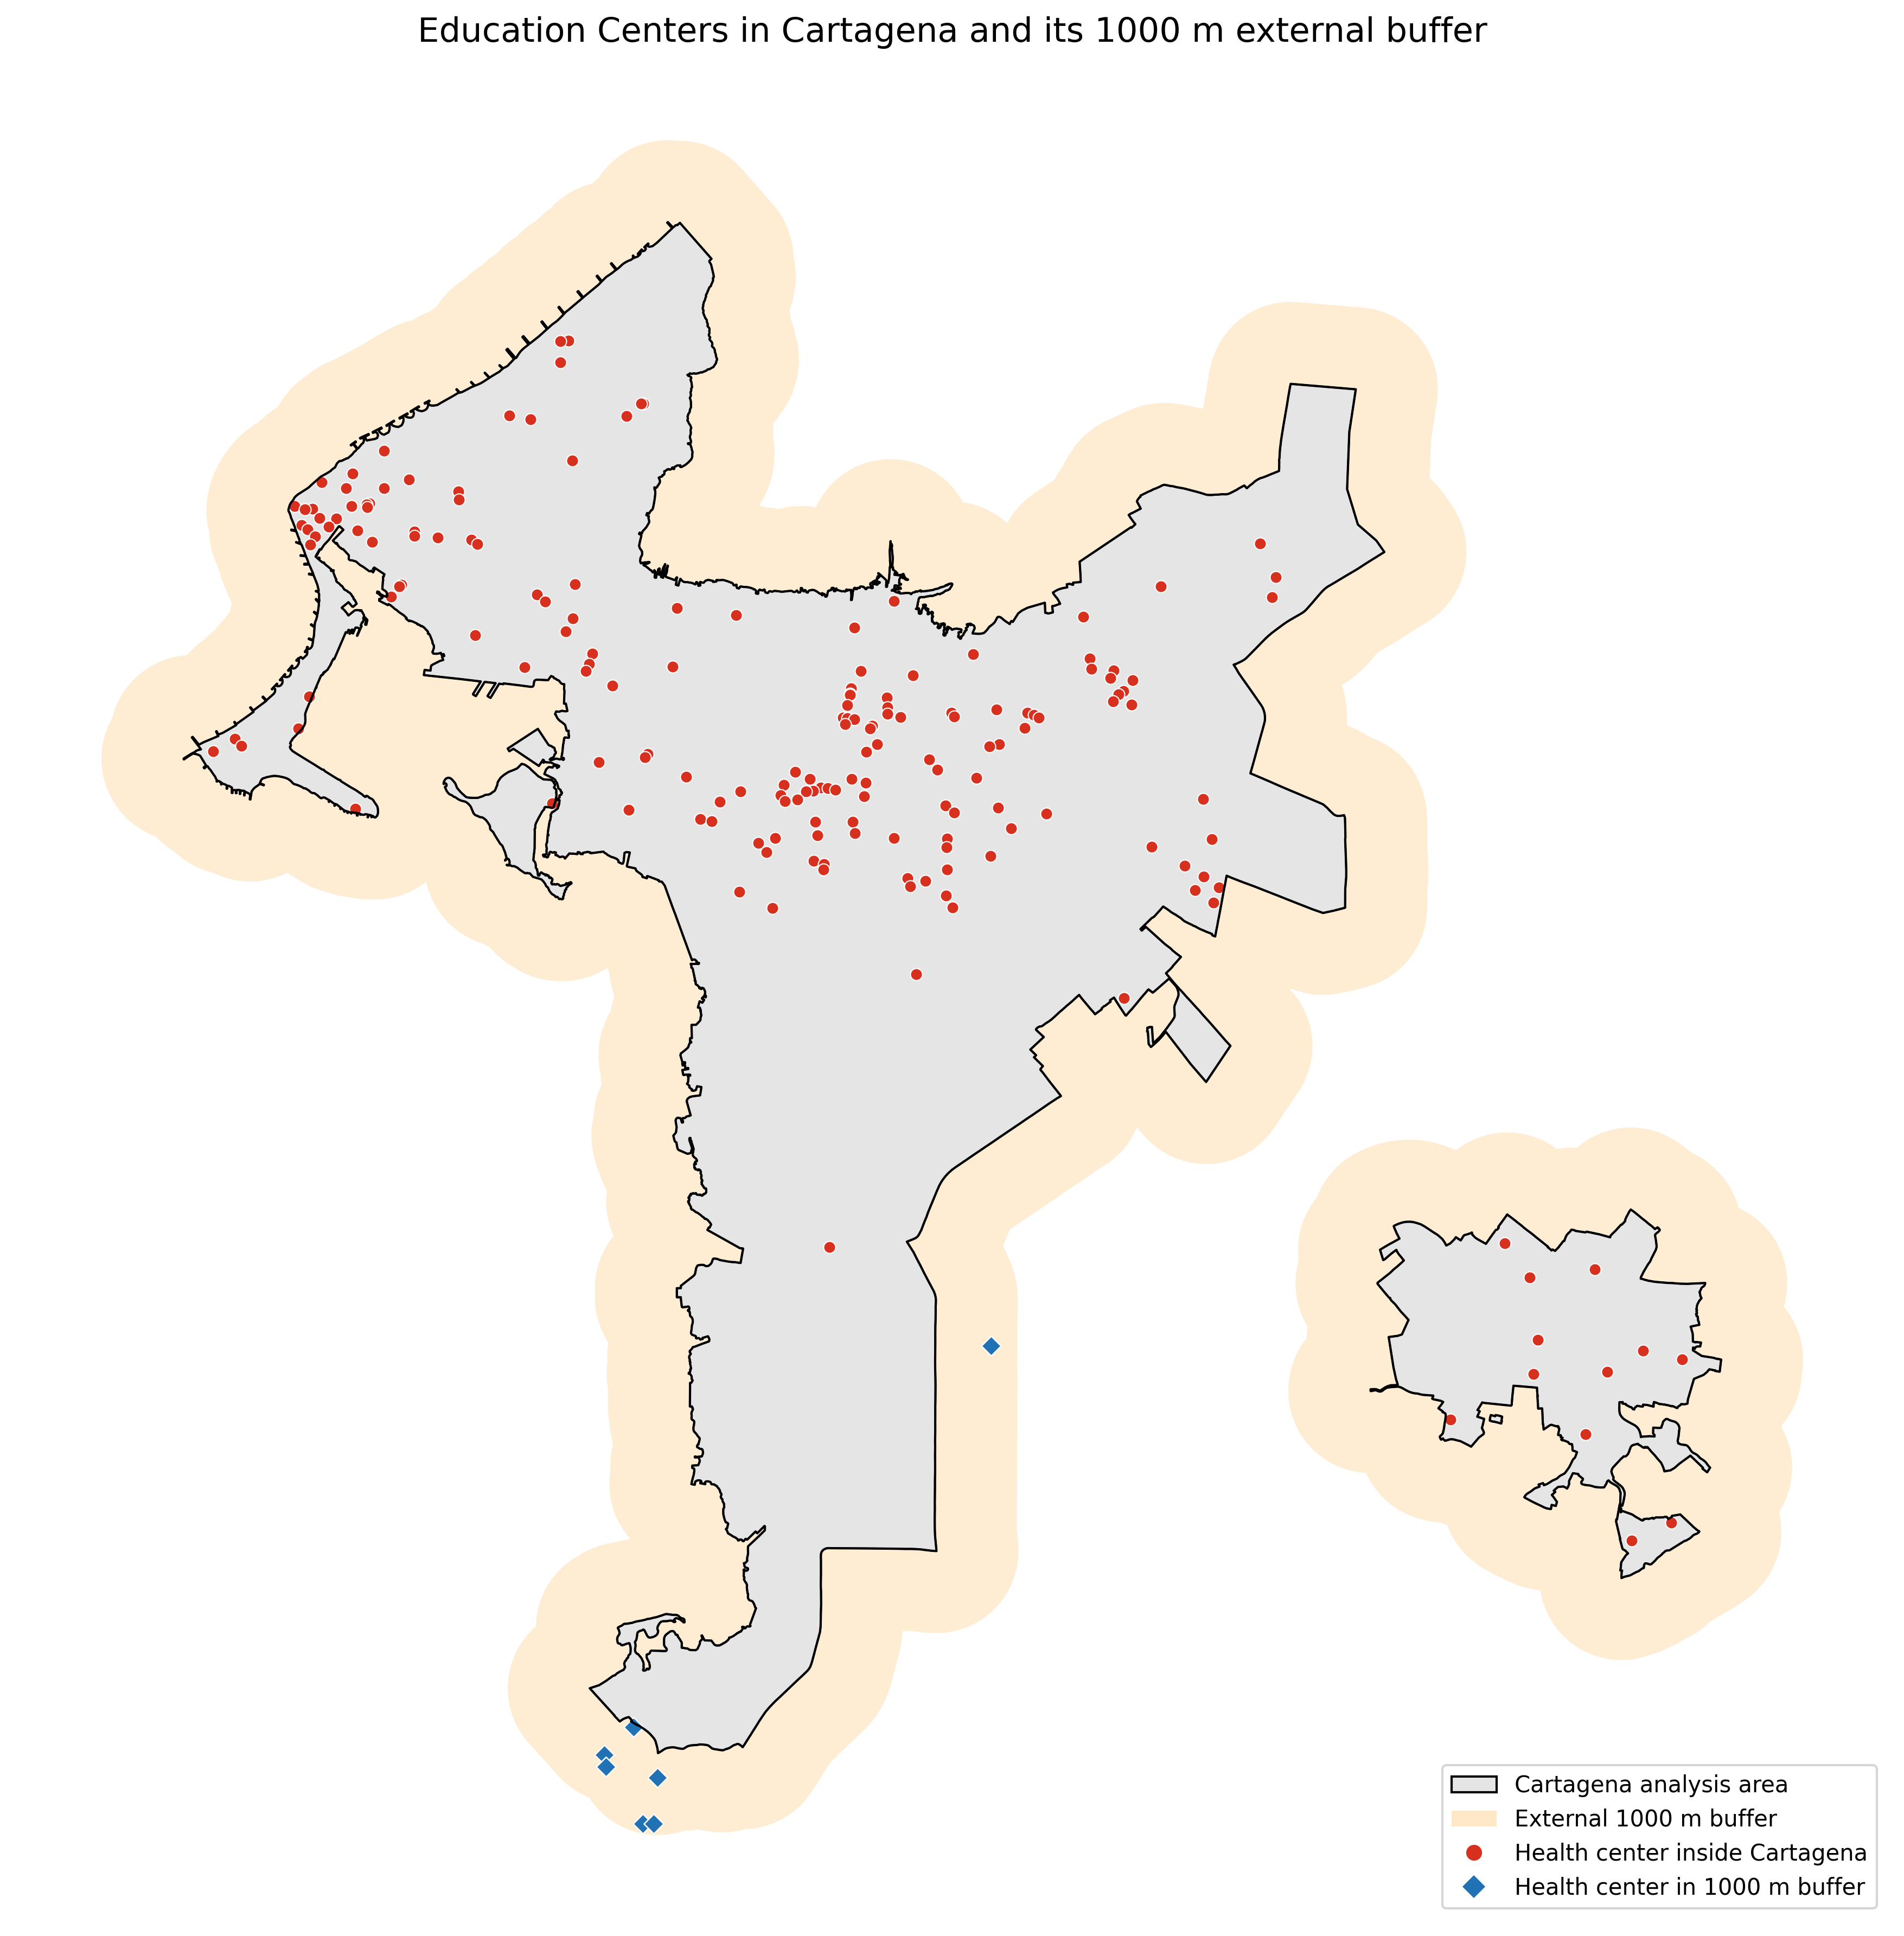 Education Centers in Cartagena and its 1000 m external buffer
Cartagena analysis area
External 1000 m buffer
Health center inside Cartagena
Health center in 1000 m buffer